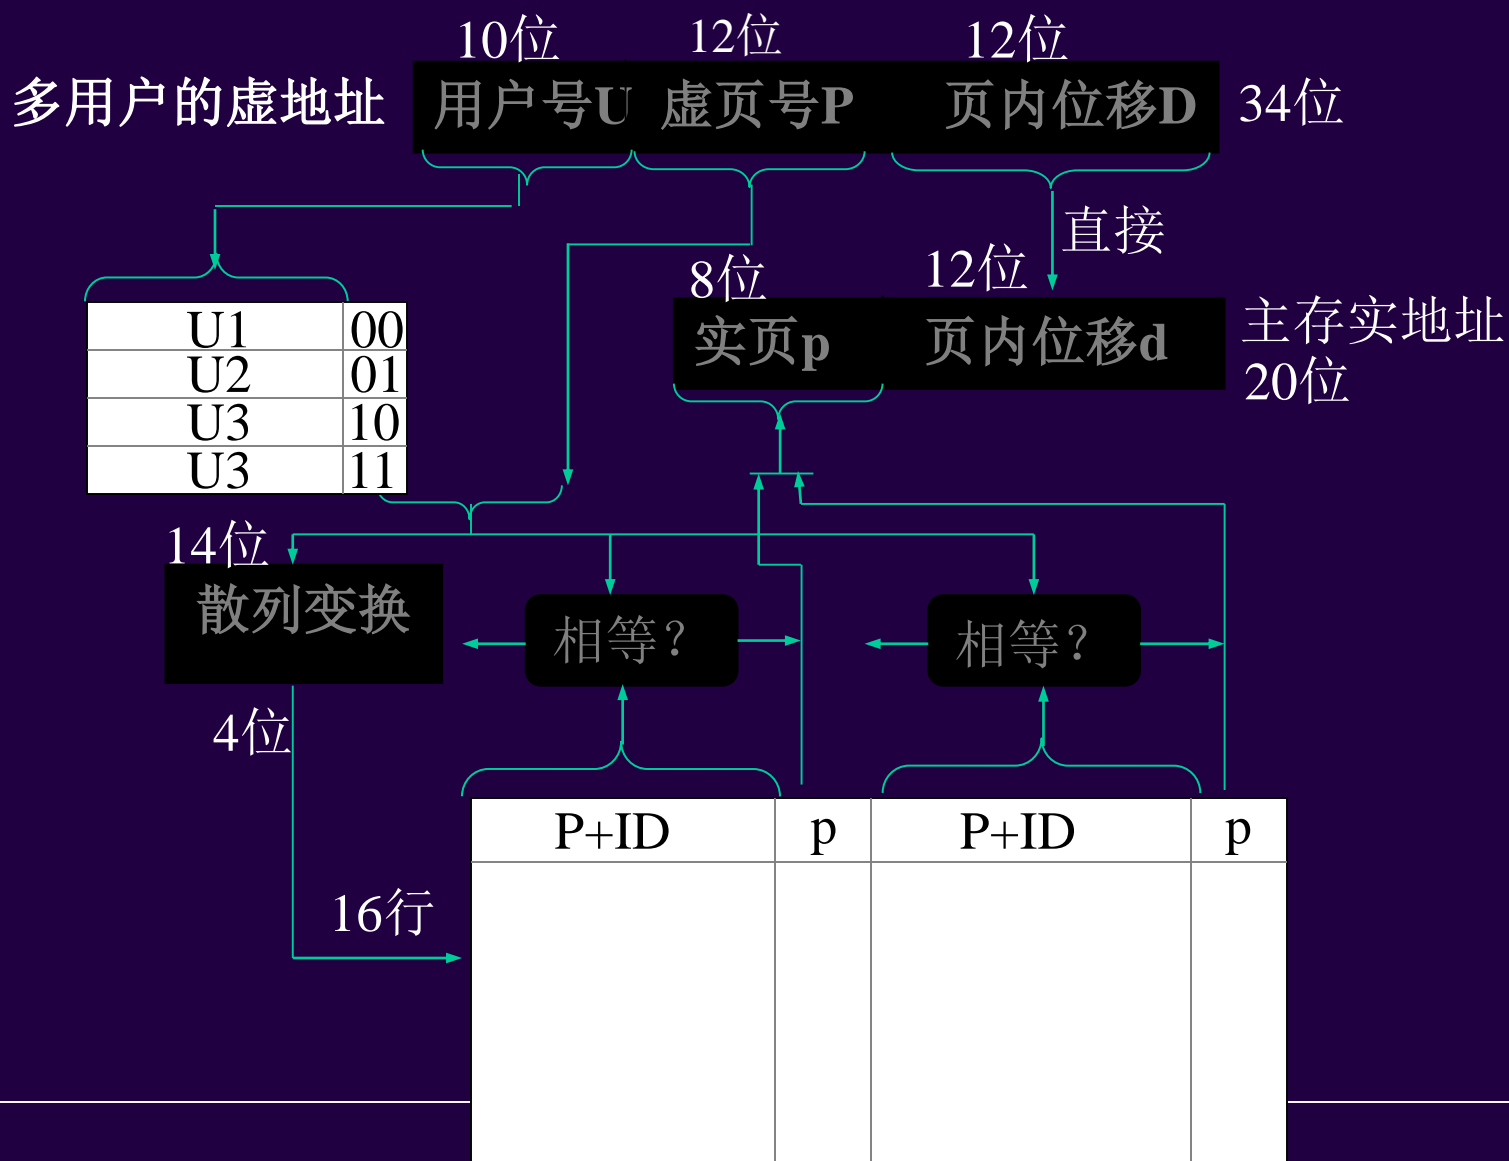 10位 12位 12位
多用户的虚地址 用户号U 虚页号P 页内位移D 34位
直接
8位 12位
实页p 页内位移d 主存实地址
20位
U1 00
U2 01
U3 10
U3 11
14位
散列变换
相等? 相等?
4位
P+ID p P+ID p
16行